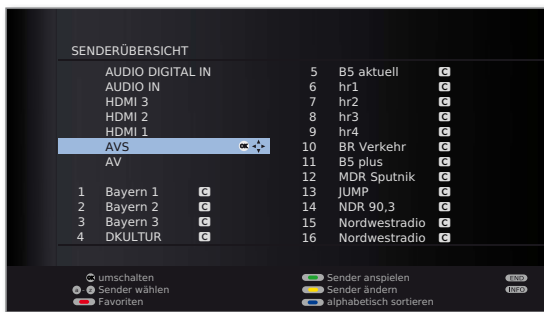 SENDERÜBERSICHT
AUDIO DIGITAL IN
AUDIO IN
HDMI 3
HDMI 2
HDMI 1
AVS OK
AV
1 Bayern 1 C
2 Bayern 2 C
3 Bayern 3 C
4 DKULTUR C
5 B5 aktuell C
6 hr1 C
7 hr2 C
8 hr3 C
9 hr4 C
10 BR Verkehr C
11 B5 plus C
12 MDR Sputnik C
13 JUMP C
14 NDR 90,3 C
15 Nordwestradio C
16 Nordwestradio C
OK umschalten
Sender wählen
Favoriten
Sender anspielen
Sender ändern
alphabetisch sortieren
END
INFO